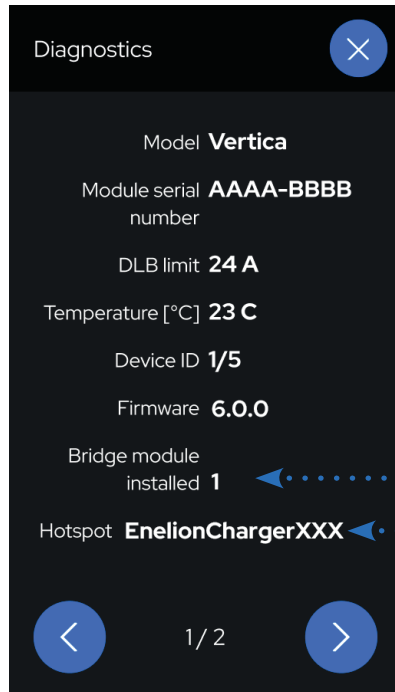 Diagnostics
Model Vertica
Module serial AAAA-BBBB
number
DLB limit 24 A
Temperature [°C] 23 C
Device ID 1/5
Firmware 6.0.0
Bridge module
installed 1
Hotspot EnelionChargerXXX
1/2